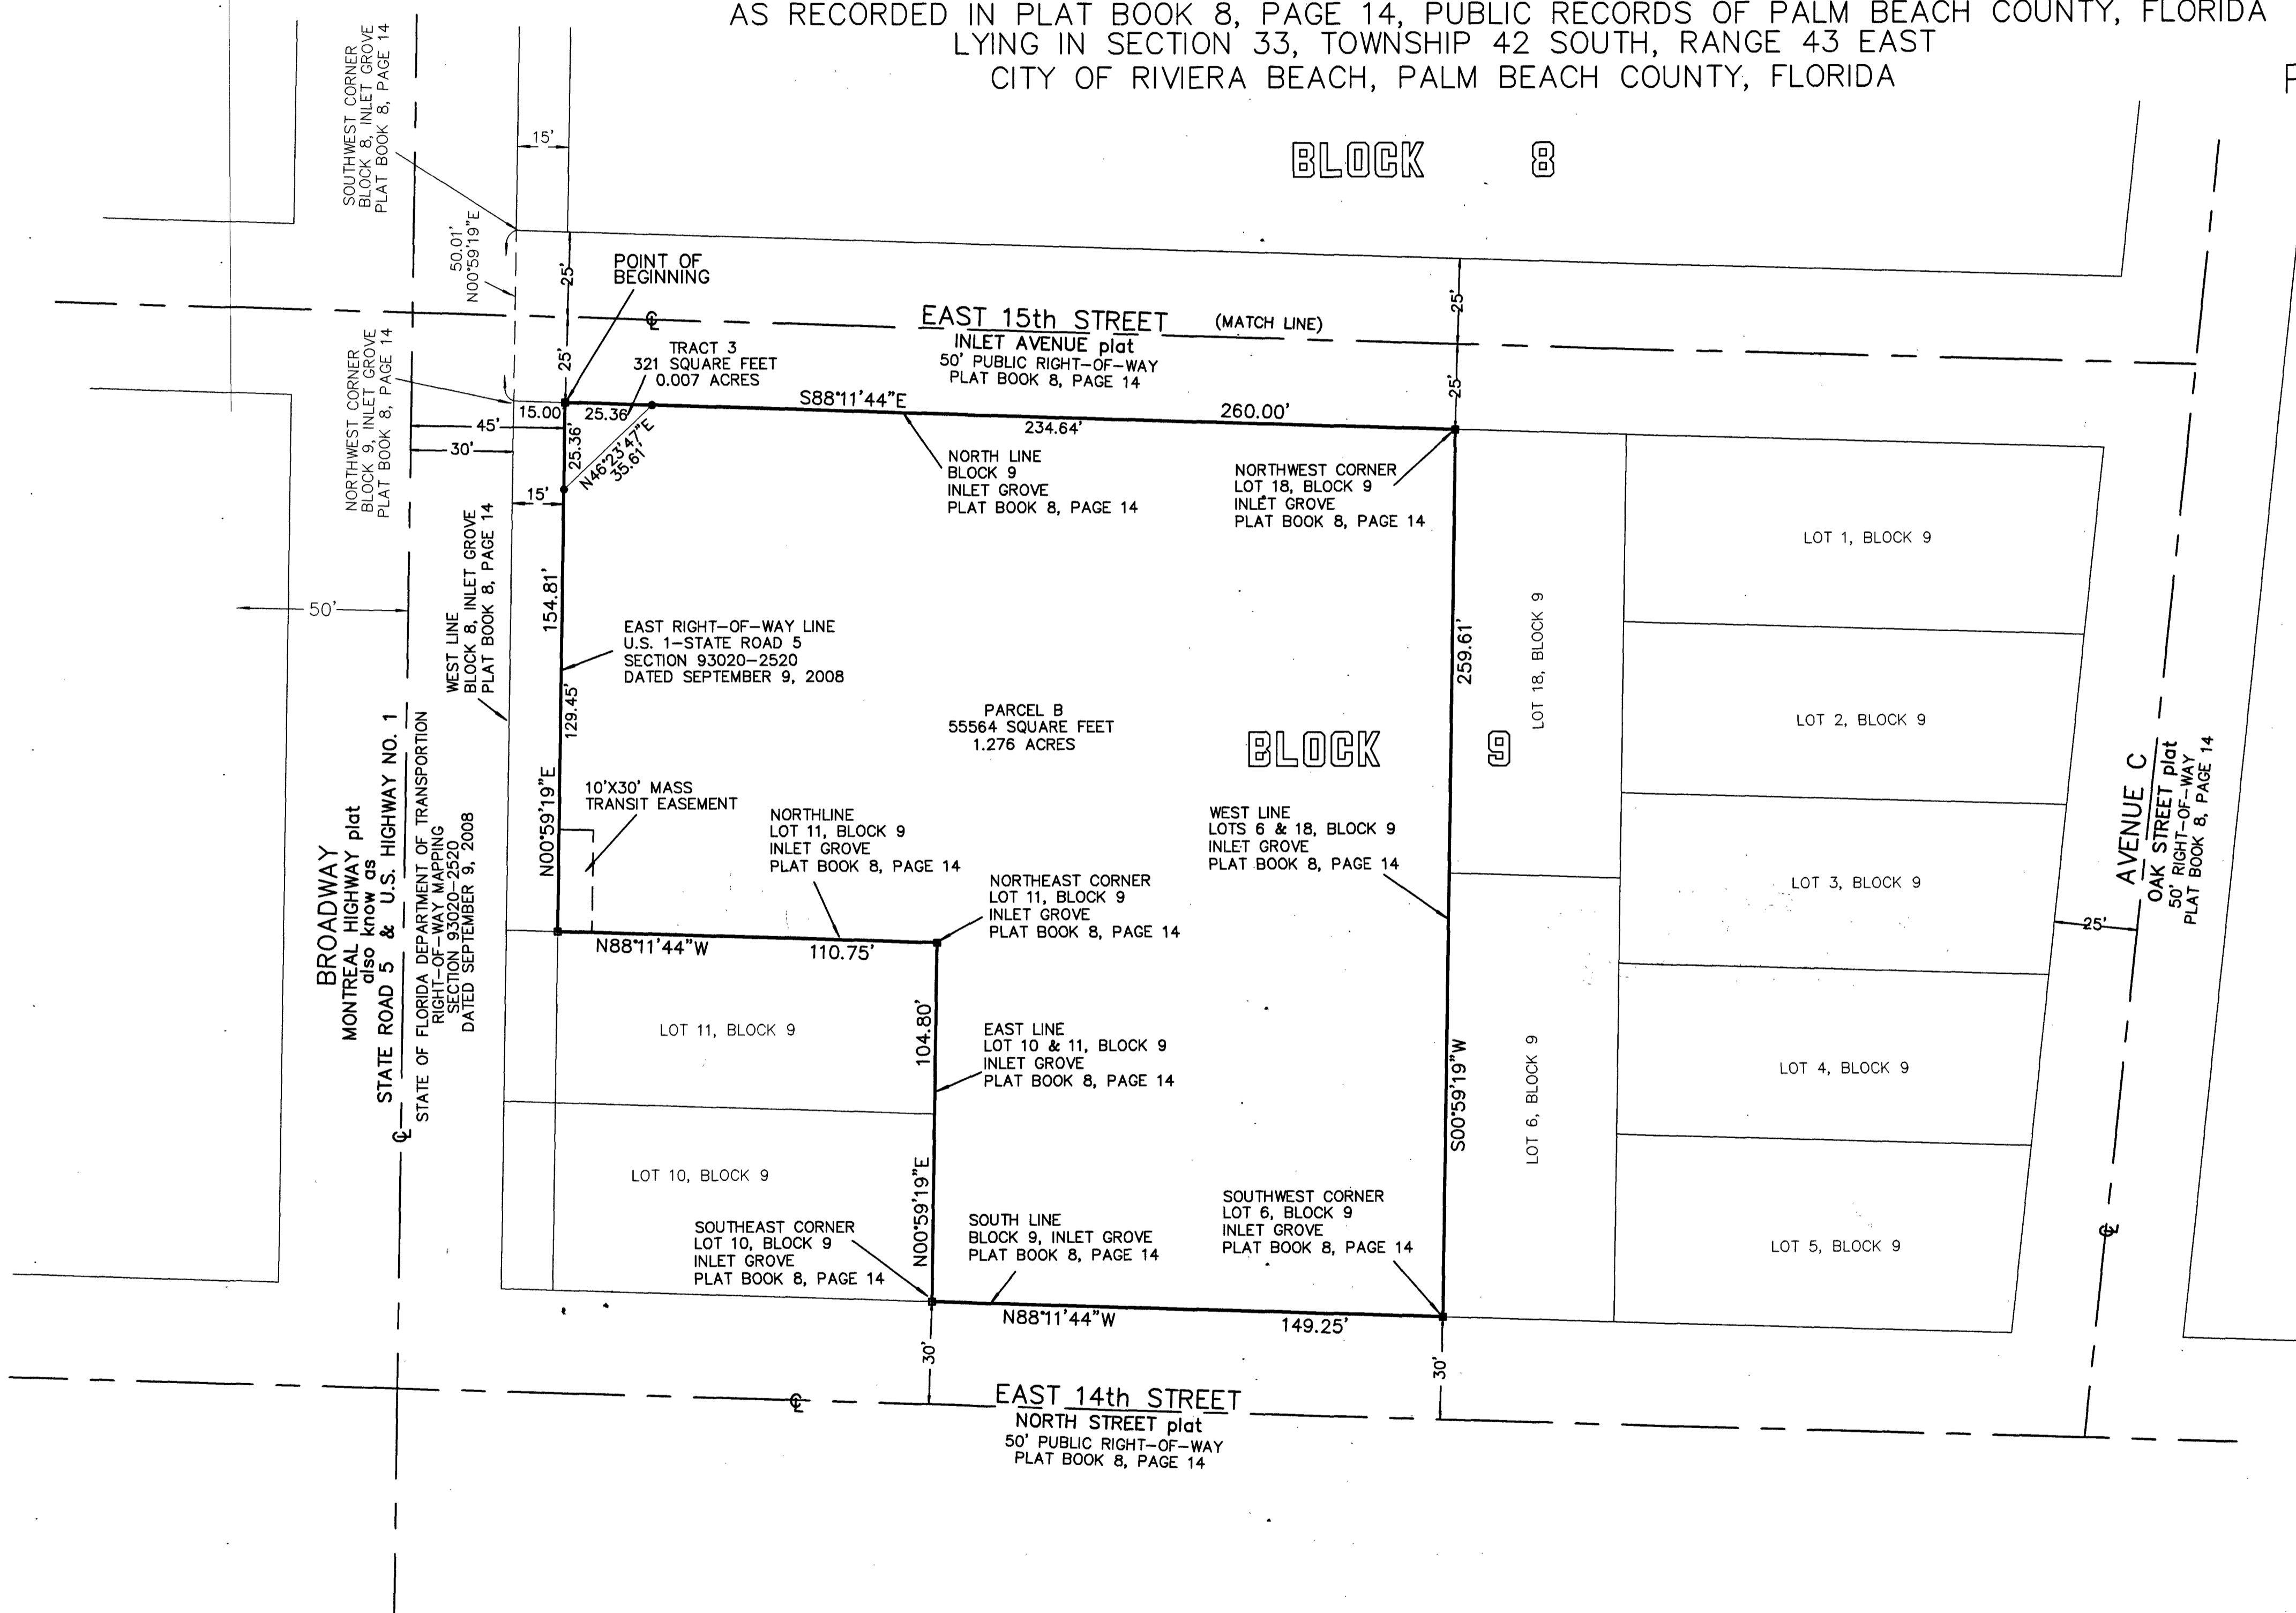 AS RECORDED IN PLAT BOOK 8, PAGE 14, PUBLIC RECORDS OF PALM BEACH COUNTY, FLORIDA
LYING IN SECTION 33, TOWNSHIP 42 SOUTH, RANGE 43 EAST
CITY OF RIVIERA BEACH, PALM BEACH COUNTY, FLORIDA
SOUTHWEST CORNER
BLOCK 8, INLET GROVE
PLAT BOOK 8, PAGE 14
15'
BLOCK 8
50.01'
N00°59'19"E
25'
POINT OF
BEGINNING
25'
EAST 15th STREET (MATCH LINE)
INLET AVENUE plat
50' PUBLIC RIGHT-OF-WAY
PLAT BOOK 8, PAGE 14
25'
25'
NORTHWEST CORNER
BLOCK 9, INLET GROVE
PLAT BOOK 8, PAGE 14
TRACT 3
321 SQUARE FEET
0.007 ACRES
15.00
25.36'
S88°11'44"E
260.00'
234.64'
45'
30'
25.36'
N46°23'47"E
35.61'
15'
NORTH LINE
BLOCK 9
INLET GROVE
PLAT BOOK 8, PAGE 14
NORTHWEST CORNER
LOT 18, BLOCK 9
INLET GROVE
PLAT BOOK 8, PAGE 14
LOT 1, BLOCK 9
WEST LINE
BLOCK 8, INLET GROVE
PLAT BOOK 8, PAGE 14
50'
154.81'
EAST RIGHT-OF-WAY LINE
U.S. 1-STATE ROAD 5
SECTION 93020-2520
DATED SEPTEMBER 9, 2008
129.45'
259.61'
LOT 18, BLOCK 9
LOT 2, BLOCK 9
PARCEL B
55564 SQUARE FEET
1.276 ACRES
BLOCK 9
N00°59'19"E
10'X30' MASS
TRANSIT EASEMENT
NORTHLINE
LOT 11, BLOCK 9
INLET GROVE
PLAT BOOK 8, PAGE 14
WEST LINE
LOTS 6 & 18, BLOCK 9
INLET GROVE
PLAT BOOK 8, PAGE 14
LOT 3, BLOCK 9
AVENUE C
OAK STREET plat
50' RIGHT-OF-WAY
PLAT BOOK 8, PAGE 14
25'
BROADWAY
MONTREAL HIGHWAY plat
also know as
STATE ROAD 5 & U.S. HIGHWAY NO. 1
STATE OF FLORIDA DEPARTMENT OF TRANSPORTION
RIGHT-OF-WAY MAPPING
SECTION 93020-2520
DATED SEPTEMBER 9, 2008
NORTHEAST CORNER
LOT 11, BLOCK 9
INLET GROVE
PLAT BOOK 8, PAGE 14
N88°11'44"W
110.75'
LOT 11, BLOCK 9
104.80'
EAST LINE
LOT 10 & 11, BLOCK 9
INLET GROVE
PLAT BOOK 8, PAGE 14
S00°59'19"W
LOT 6, BLOCK 9
LOT 4, BLOCK 9
LOT 10, BLOCK 9
N00°59'19"E
SOUTHEAST CORNER
LOT 10, BLOCK 9
INLET GROVE
PLAT BOOK 8, PAGE 14
SOUTH LINE
BLOCK 9, INLET GROVE
PLAT BOOK 8, PAGE 14
SOUTHWEST CORNER
LOT 6, BLOCK 9
INLET GROVE
PLAT BOOK 8, PAGE 14
LOT 5, BLOCK 9
N88°11'44"W
149.25'
30'
30'
EAST 14th STREET
NORTH STREET plat
50' PUBLIC RIGHT-OF-WAY
PLAT BOOK 8, PAGE 14